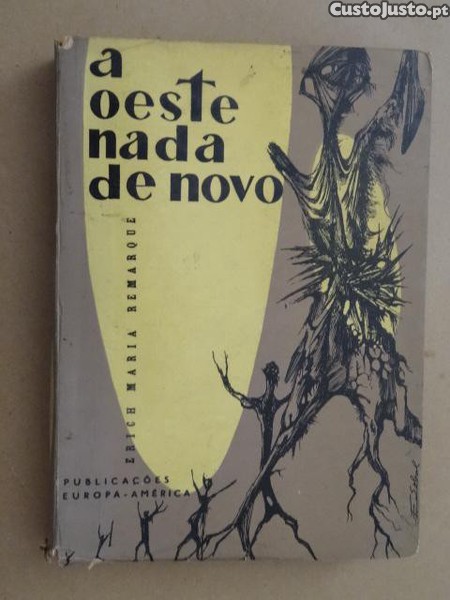 CustoJusto.pt
a
oeste
nada
de novo
ERICH MARIA REMARQUE
PUBLICAÇÕES
EUROPA-AMÉRICA